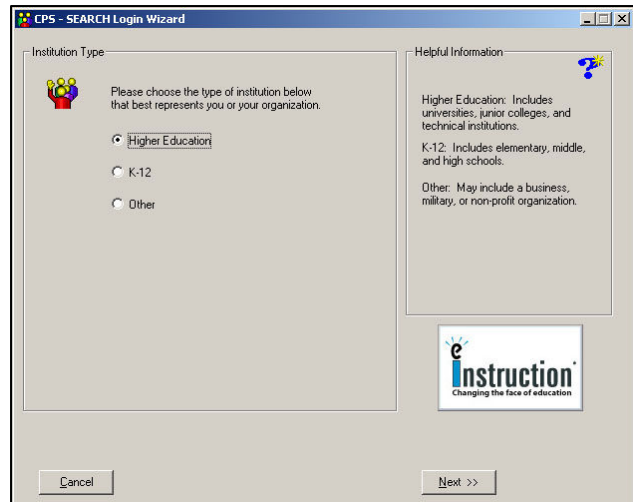 CPS - SEARCH Login Wizard
Institution Type
Please choose the type of institution below
that best represents you or your organization.
Higher Education
K-12
Other
Helpful Information
Higher Education: Includes
universities, junior colleges, and
technical institutions.
K-12: Includes elementary, middle,
and high schools.
Other: May include a business,
military, or non-profit organization.
eInstruction
Changing the face of education
Cancel
Next >>